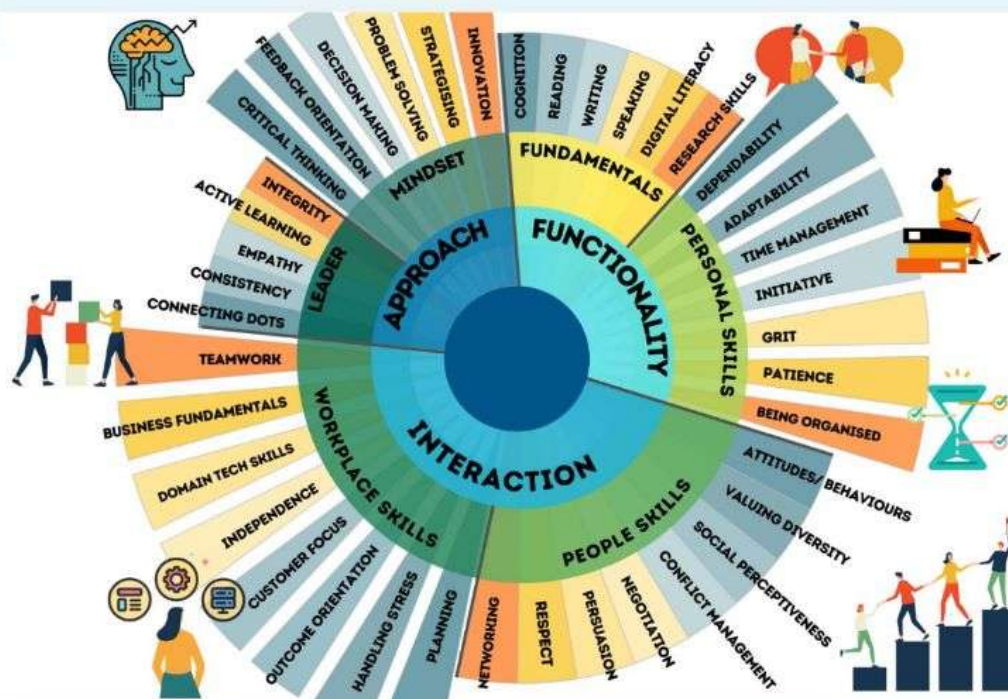 APPROACH
FUNCTIONALITY
INTERACTION
MINDSET
CRITICAL THINKING
FEEDBACK ORIENTATION
DECISION MAKING
PROBLEM SOLVING
STRATEGISING
INNOVATION
FUNDAMENTALS
COGNITION
READING
WRITING
SPEAKING
DIGITAL LITERACY
RESEARCH SKILLS
PERSONAL SKILLS
DEPENDABILITY
ADAPTABILITY
TIME MANAGEMENT
INITIATIVE
GRIT
PATIENCE
BEING ORGANISED
PEOPLE SKILLS
ATTITUDES/ BEHAVIOURS
VALUING DIVERSITY
SOCIAL PERCEPTIVENESS
CONFLICT MANAGEMENT
NEGOTIATION
PERSUASION
RESPECT
NETWORKING
WORKPLACE SKILLS
PLANNING
HANDLING STRESS
OUTCOME ORIENTATION
CUSTOMER FOCUS
INDEPENDENCE
DOMAIN TECH SKILLS
BUSINESS FUNDAMENTALS
TEAMWORK
LEADER
CONNECTING DOTS
CONSISTENCY
EMPATHY
ACTIVE LEARNING
INTEGRITY